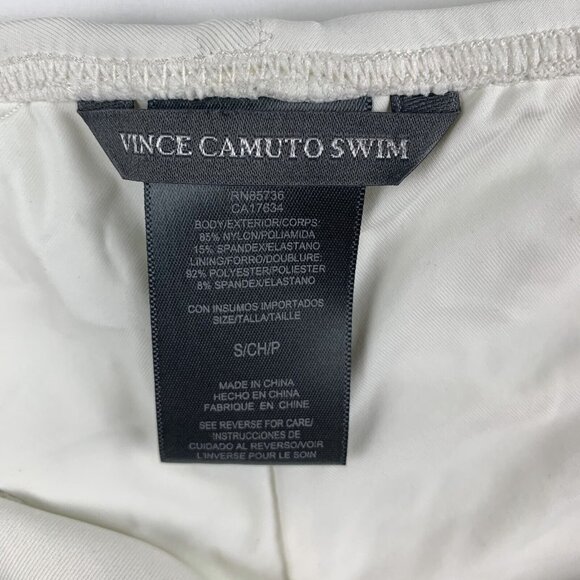 VINCE CAMUTO SWIM
RN85736
CA17634
BODY/EXTERIOR/CORPS:
85% NYLON/POLIAMIDA
15% SPANDEX/ELASTANO
LINING/FORRO/DOUBLURE:
92% POLYESTER/POLIESTER
8% SPANDEX/ELASTANO
CON INSUMOS IMPORTADOS
SIZE/TALLA/TAILLE
S/CH/P
MADE IN CHINA
HECHO EN CHINA
FABRIQUE EN CHINE
SEE REVERSE FOR CARE/
INSTRUCCIONES DE
CUIDADO AL REVERSO/VOIR
L'INVERSE POUR LE SOIN